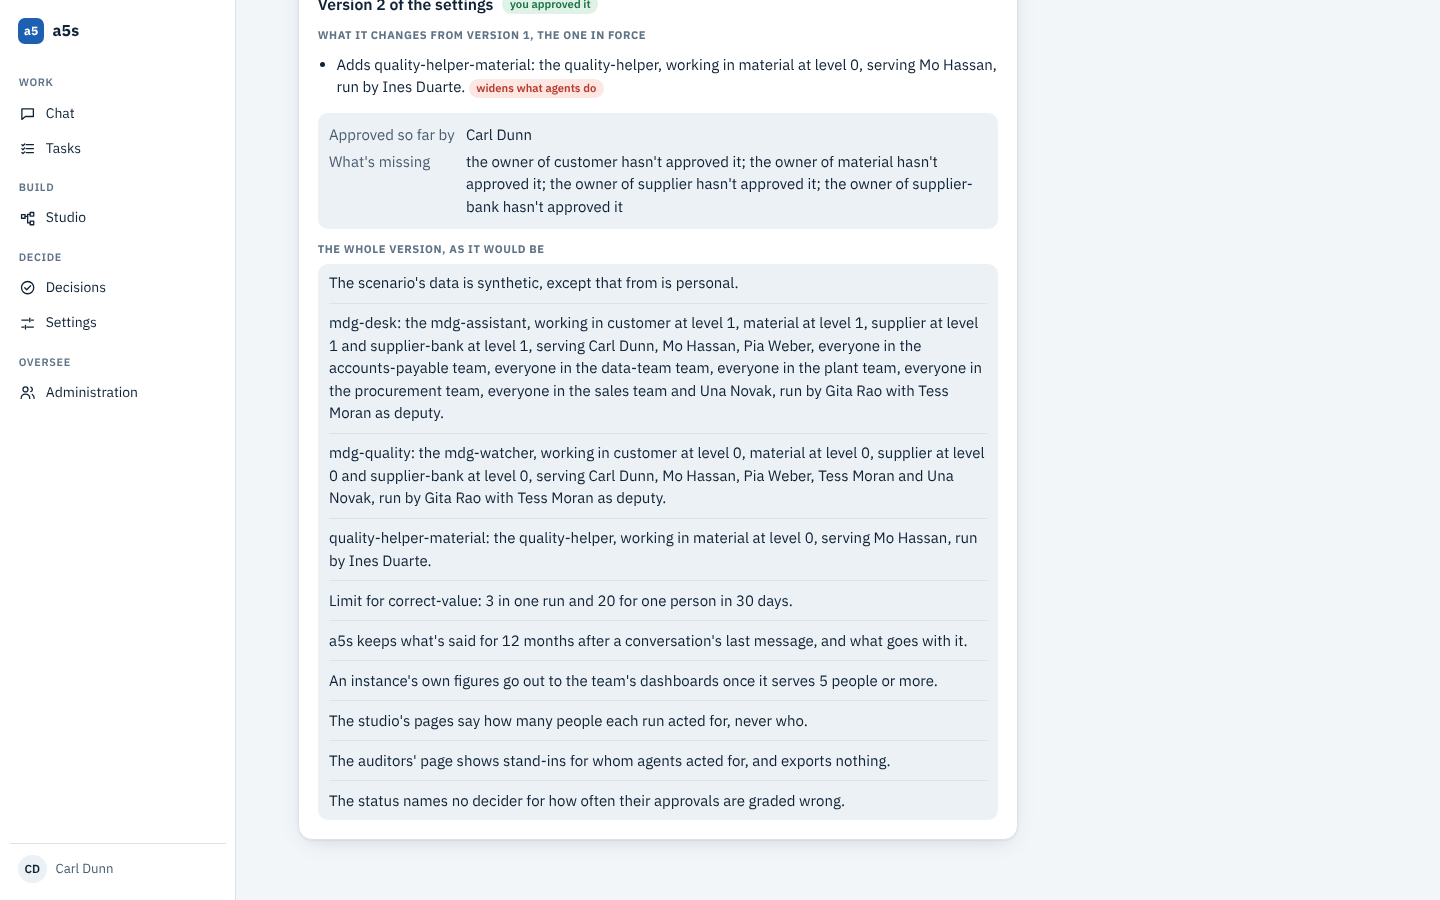 a5 a5s
WORK
Chat
Tasks
BUILD
Studio
DECIDE
Decisions
Settings
OVERSEE
Administration
CD Carl Dunn
Version 2 of the settings you approved it
WHAT IT CHANGES FROM VERSION 1, THE ONE IN FORCE
• Adds quality-helper-material: the quality-helper, working in material at level 0, serving Mo Hassan,
run by Ines Duarte. widens what agents do
Approved so far by Carl Dunn
What's missing the owner of customer hasn't approved it; the owner of material hasn't
approved it; the owner of supplier hasn't approved it; the owner of supplier-
bank hasn't approved it
THE WHOLE VERSION, AS IT WOULD BE
The scenario's data is synthetic, except that from is personal.
mdg-desk: the mdg-assistant, working in customer at level 1, material at level 1, supplier at level
1 and supplier-bank at level 1, serving Carl Dunn, Mo Hassan, Pia Weber, everyone in the
accounts-payable team, everyone in the data-team team, everyone in the plant team, everyone in
the procurement team, everyone in the sales team and Una Novak, run by Gita Rao with Tess
Moran as deputy.
mdg-quality: the mdg-watcher, working in customer at level 0, material at level 0, supplier at level
0 and supplier-bank at level 0, serving Carl Dunn, Mo Hassan, Pia Weber, Tess Moran and Una
Novak, run by Gita Rao with Tess Moran as deputy.
quality-helper-material: the quality-helper, working in material at level 0, serving Mo Hassan, run
by Ines Duarte.
Limit for correct-value: 3 in one run and 20 for one person in 30 days.
a5s keeps what's said for 12 months after a conversation's last message, and what goes with it.
An instance's own figures go out to the team's dashboards once it serves 5 people or more.
The studio's pages say how many people each run acted for, never who.
The auditors' page shows stand-ins for whom agents acted for, and exports nothing.
The status names no decider for how often their approvals are graded wrong.